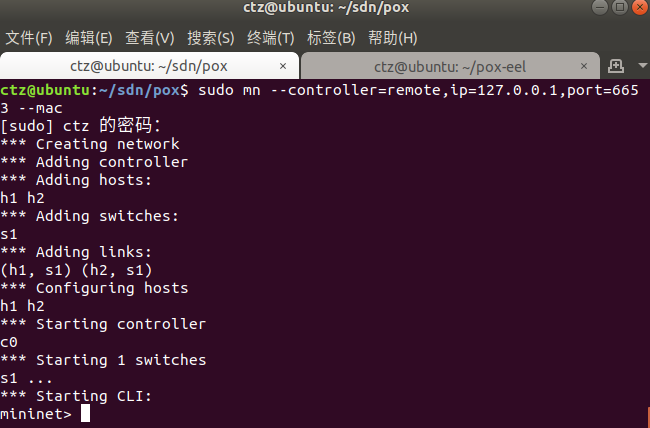 ctz@ubuntu: ~/sdn/pox
文件(F) 编辑(E) 查看(V) 搜索(S) 终端(T) 标签(B) 帮助(H)
ctz@ubuntu: ~/sdn/pox × ctz@ubuntu: ~/pox-eel ×
ctz@ubuntu:~/sdn/pox$ sudo mn --controller=remote,ip=127.0.0.1,port=665
3 --mac
[sudo] ctz 的密码：
*** Creating network
*** Adding controller
*** Adding hosts:
h1 h2
*** Adding switches:
s1
*** Adding links:
(h1, s1) (h2, s1)
*** Configuring hosts
h1 h2
*** Starting controller
c0
*** Starting 1 switches
s1 ...
*** Starting CLI:
mininet>